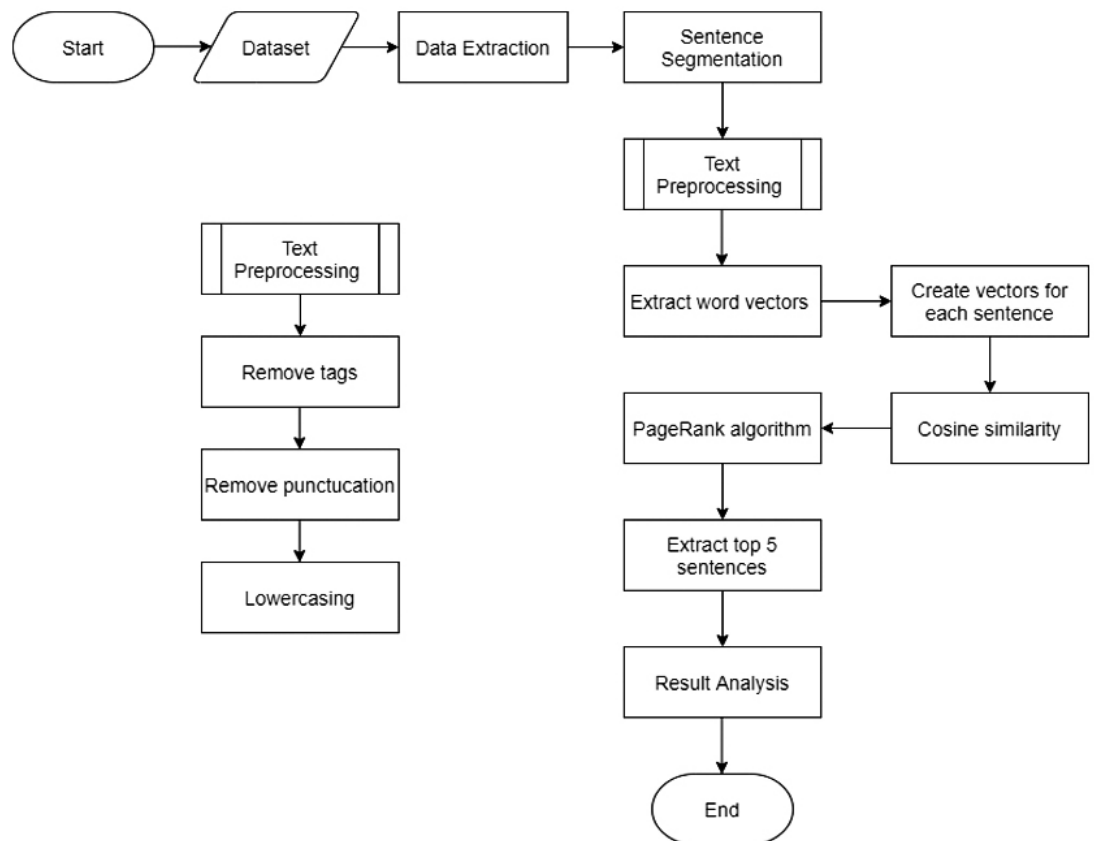 Start
Dataset
Data Extraction
Sentence
Segmentation
Text
Preprocessing
Extract word vectors
Create vectors for
each sentence
Cosine similarity
PageRank algorithm
Extract top 5
sentences
Result Analysis
End
Text
Preprocessing
Remove tags
Remove punctucation
Lowercasing